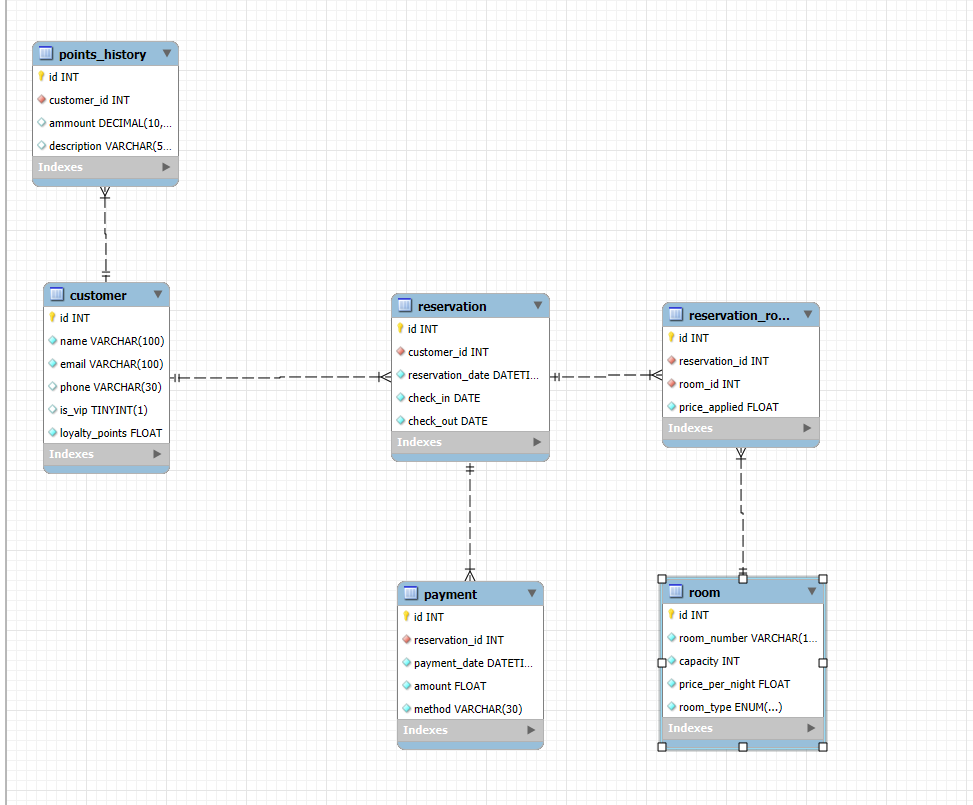 points_history
id INT
customer_id INT
ammount DECIMAL(10,...
description VARCHAR(5...
Indexes
customer
id INT
name VARCHAR(100)
email VARCHAR(100)
phone VARCHAR(30)
is_vip TINYINT(1)
loyalty_points FLOAT
Indexes
reservation
id INT
customer_id INT
reservation_date DATETI...
check_in DATE
check_out DATE
Indexes
reservation_ro...
id INT
reservation_id INT
room_id INT
price_applied FLOAT
Indexes
payment
id INT
reservation_id INT
payment_date DATETI...
amount FLOAT
method VARCHAR(30)
Indexes
room
id INT
room_number VARCHAR(1...
capacity INT
price_per_night FLOAT
room_type ENUM(...)
Indexes